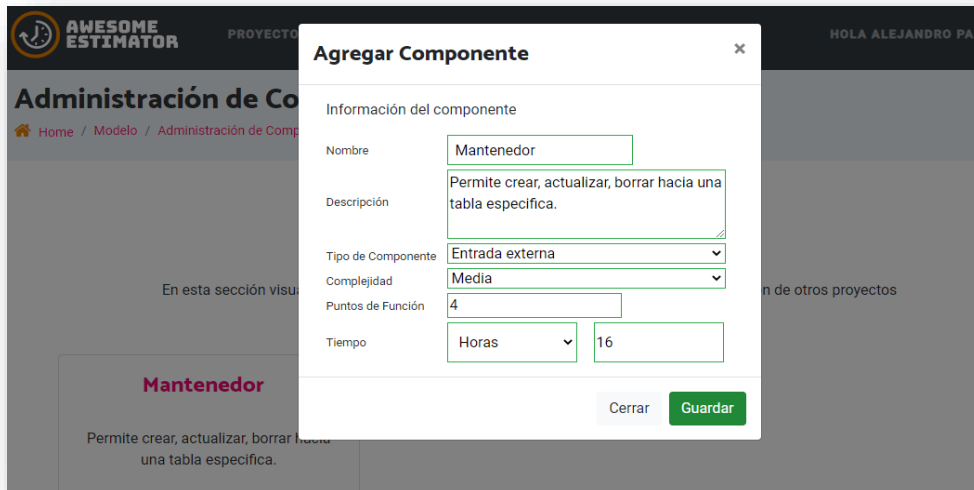 AWESOME
ESTIMATOR
PROYECTO
HOLA ALEJANDRO PA
Agregar Componente
×
Administración de Co
Home / Modelo / Administración de Comp
Información del componente
Nombre
Mantenedor
Descripción
Permite crear, actualizar, borrar hacia una
tabla especifica.
Tipo de Componente
Entrada externa
Complejidad
Media
Puntos de Función
4
Tiempo
Horas
16
Cerrar
Guardar
En esta sección visua
n de otros proyectos
Mantenedor
Permite crear, actualizar, borrar hacia
una tabla especifica.